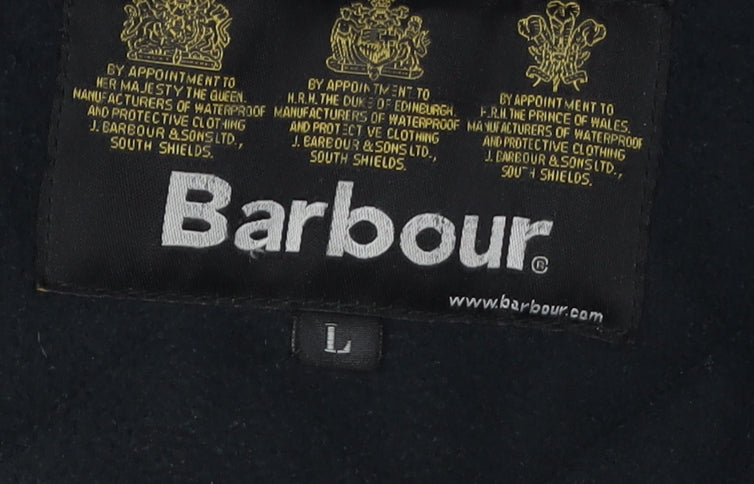 BY APPOINTMENT TO
HER MAJESTY THE QUEEN.
MANUFACTURERS OF WATERPROOF
AND PROTECTIVE CLOTHING
J. BARBOUR & SONS LTD.,
SOUTH SHIELDS.
BY APPOINTMENT TO
H.R.H. THE DUKE OF EDINBURGH.
MANUFACTURERS OF WATERPROOF
AND PROTECTIVE CLOTHING
J. BARBOUR & SONS LTD.,
SOUTH SHIELDS.
BY APPOINTMENT TO
H.R.H. THE PRINCE OF WALES.
MANUFACTURERS OF WATERPROOF
AND PROTECTIVE CLOTHING
J. BARBOUR & SONS LTD.,
SOUTH SHIELDS.
Barbour®
www.barbour.com
L